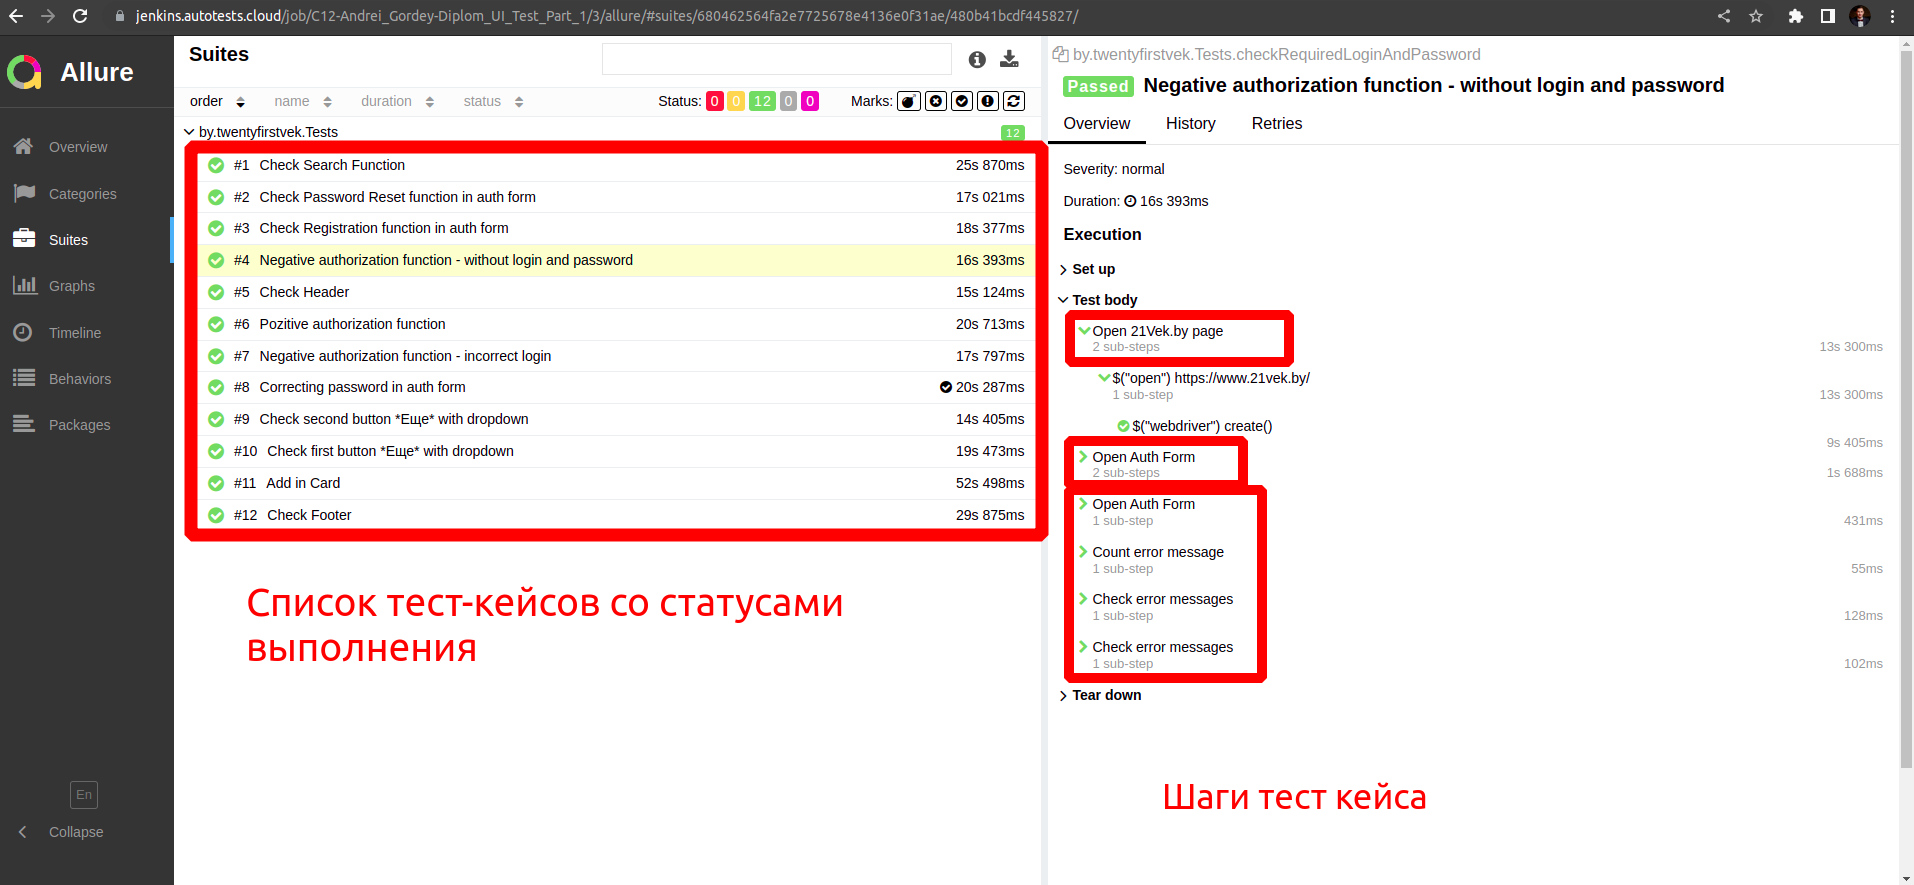 jenkins.autotests.cloud/job/C12-Andrei_Gordey-Diplom_UI_Test_Part_1/3/allure/#suites/680462564fa2e7725678e4136e0f31ae/480b41bcdf445827/
Allure
Overview
Categories
Suites
Graphs
Timeline
Behaviors
Packages
En
Collapse
Suites
order name duration status Status: 0 0 12 0 0 Marks:
by.twentyfirstvek.Tests 12
#1 Check Search Function 25s 870ms
#2 Check Password Reset function in auth form 17s 021ms
#3 Check Registration function in auth form 18s 377ms
#4 Negative authorization function - without login and password 16s 393ms
#5 Check Header 15s 124ms
#6 Pozitive authorization function 20s 713ms
#7 Negative authorization function - incorrect login 17s 797ms
#8 Correcting password in auth form 20s 287ms
#9 Check second button *Еще* with dropdown 14s 405ms
#10 Check first button *Еще* with dropdown 19s 473ms
#11 Add in Card 52s 498ms
#12 Check Footer 29s 875ms
Список тест-кейсов со статусами
выполнения
by.twentyfirstvek.Tests.checkRequiredLoginAndPassword
Passed Negative authorization function - without login and password
Overview History Retries
Severity: normal
Duration: 16s 393ms
Execution
Set up
Test body
Open 21Vek.by page
2 sub-steps 13s 300ms
$("open") https://www.21vek.by/
1 sub-step 13s 300ms
$("webdriver") create()
9s 405ms
Open Auth Form
2 sub-steps 1s 688ms
Open Auth Form
1 sub-step 431ms
Count error message
1 sub-step 55ms
Check error messages
1 sub-step 128ms
Check error messages
1 sub-step 102ms
Tear down
Шаги тест кейса